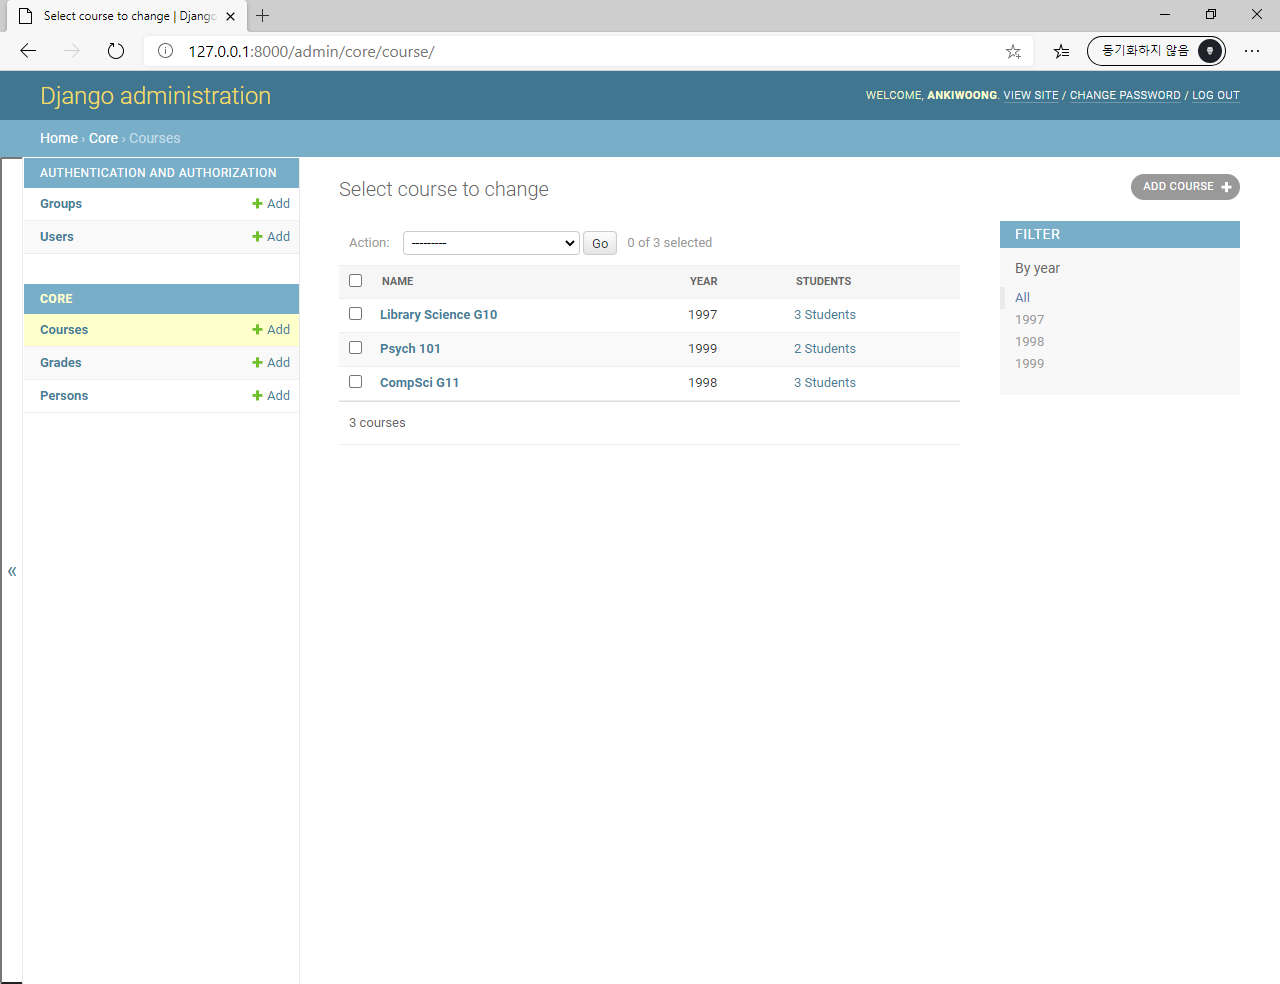 Select course to change | Django
127.0.0.1:8000/admin/core/course/
동기화하지 않음
Django administration
WELCOME, ANKIWOONG. VIEW SITE / CHANGE PASSWORD / LOG OUT
Home › Core › Courses
AUTHENTICATION AND AUTHORIZATION
Groups + Add
Users + Add
CORE
Courses + Add
Grades + Add
Persons + Add
«
Select course to change
ADD COURSE +
Action: --------- Go 0 of 3 selected
NAME YEAR STUDENTS
Library Science G10 1997 3 Students
Psych 101 1999 2 Students
CompSci G11 1998 3 Students
3 courses
FILTER
By year
All
1997
1998
1999